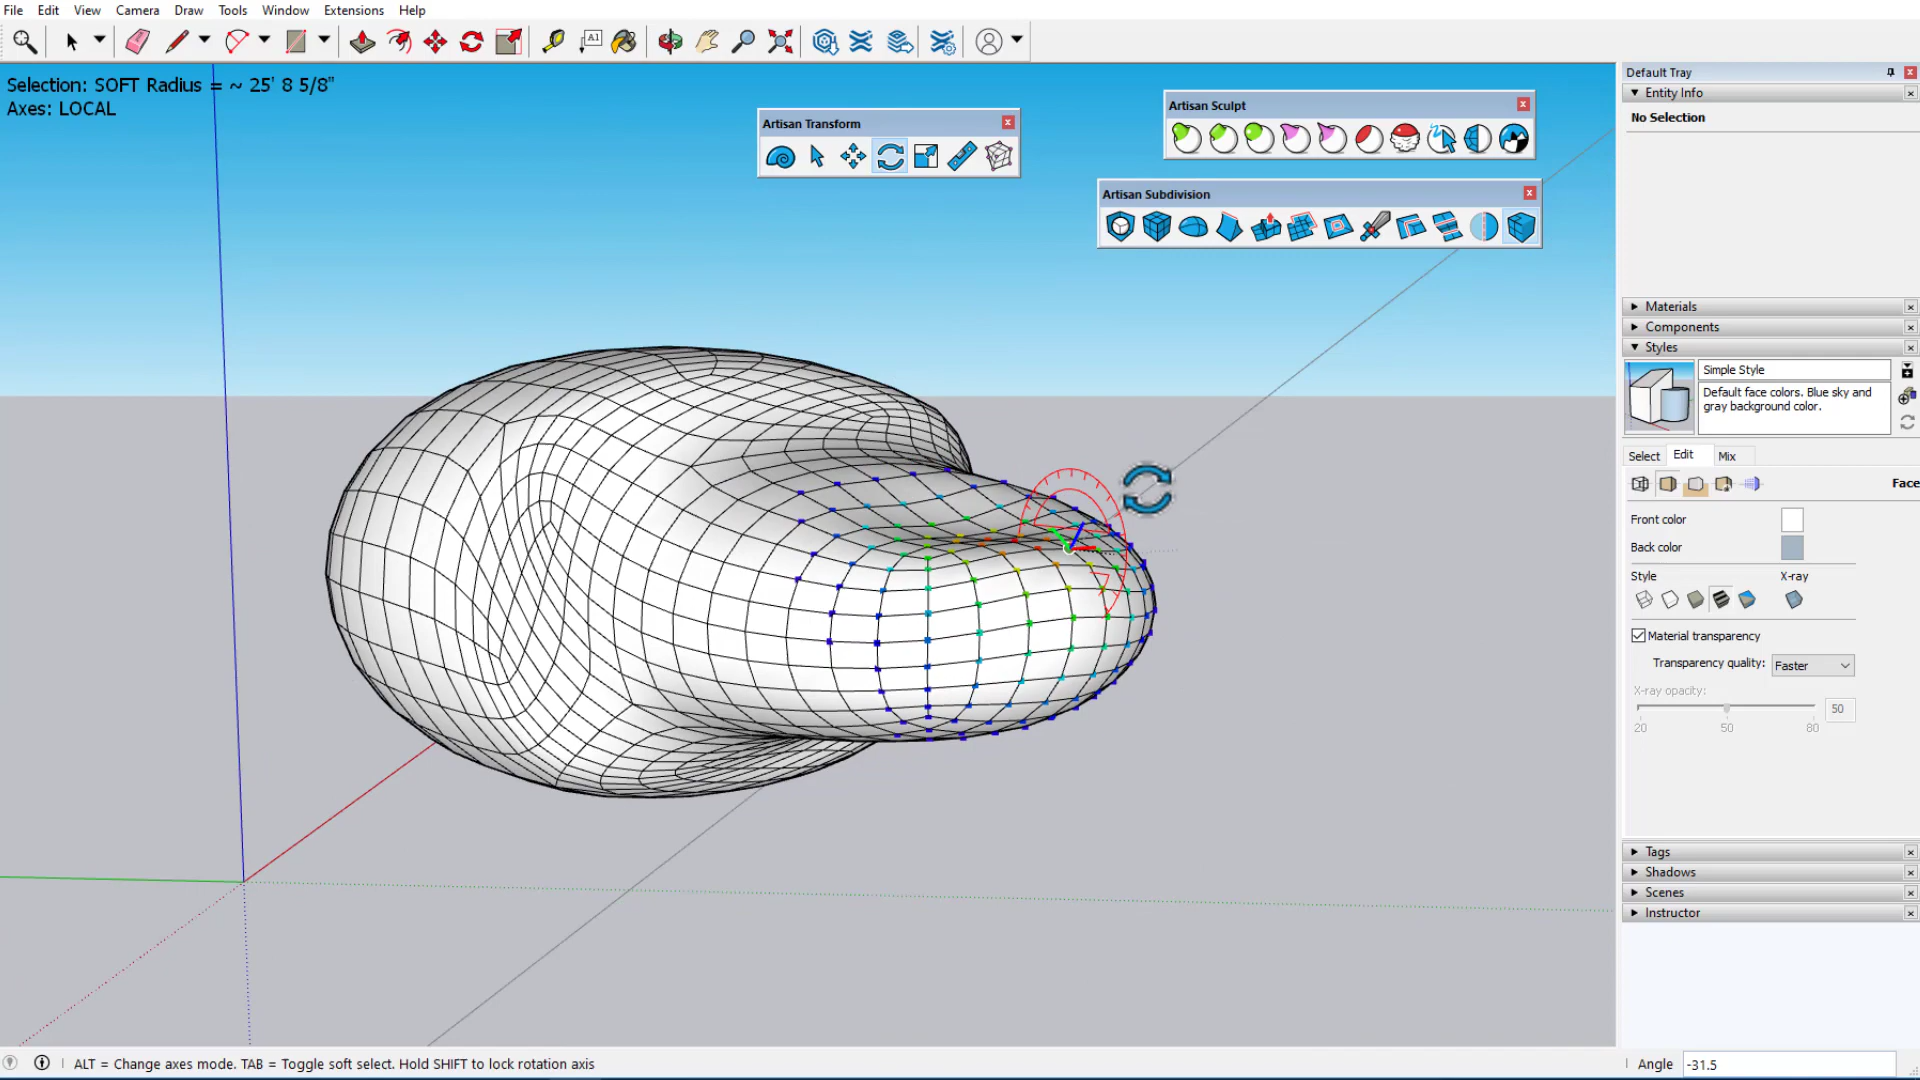 File Edit View Camera Draw Tools Window Extensions Help
Selection: SOFT Radius = ~ 25' 8 5/8"
Axes: LOCAL
Artisan Transform
Artisan Sculpt
Artisan Subdivision
A1
Default Tray
Entity Info
No Selection
Materials
Components
Styles
Simple Style
Default face colors. Blue sky and
gray background color.
Select Edit Mix
Face
Front color
Back color
Style X-ray
Material transparency
Transparency quality: Faster
X-ray opacity:
50
20 50 80
Tags
Shadows
Scenes
Instructor
ALT = Change axes mode. TAB = Toggle soft select. Hold SHIFT to lock rotation axis
Angle -31.5